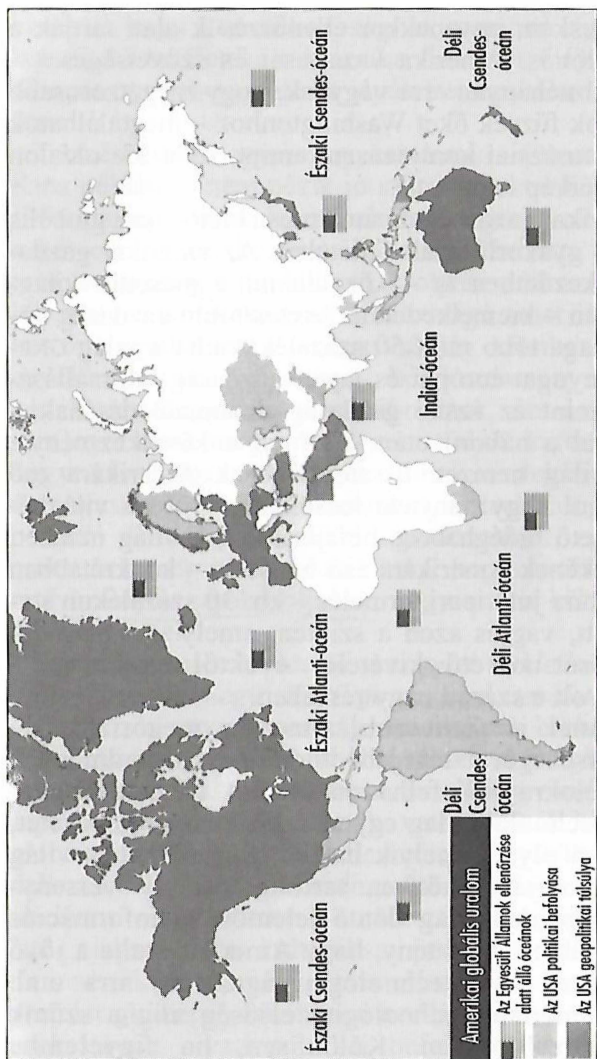 Északi Csendes-óceán
Északi Atlanti-óceán
Északi Csendes-óceán
Indiai-óceán
Déli
Csendes-
óceán
Déli Atlanti-óceán
Déli
Csendes-
óceán
Amerikai globális uralom
Az Egyesült Államok ellenőrzése
alatt álló óceánok
Az USA politikai befolyása
Az USA geopolitikai túlsúlya